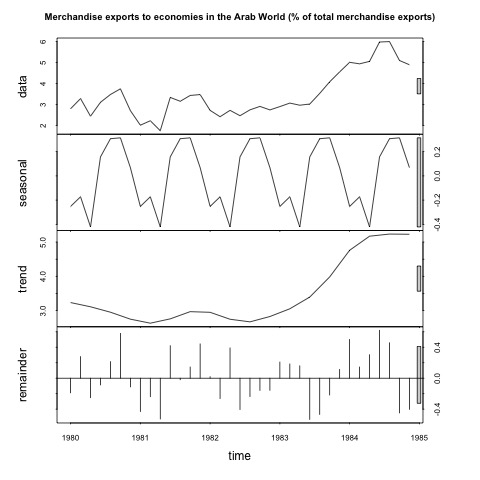 Merchandise exports to economies in the Arab World (% of total merchandise exports)
data
2 3 4 5 6
seasonal
-0.4 -0.2 0.0 0.2
trend
3.0 4.0 5.0
remainder
-0.4 0.0 0.4
1980 1981 1982 1983 1984 1985
time